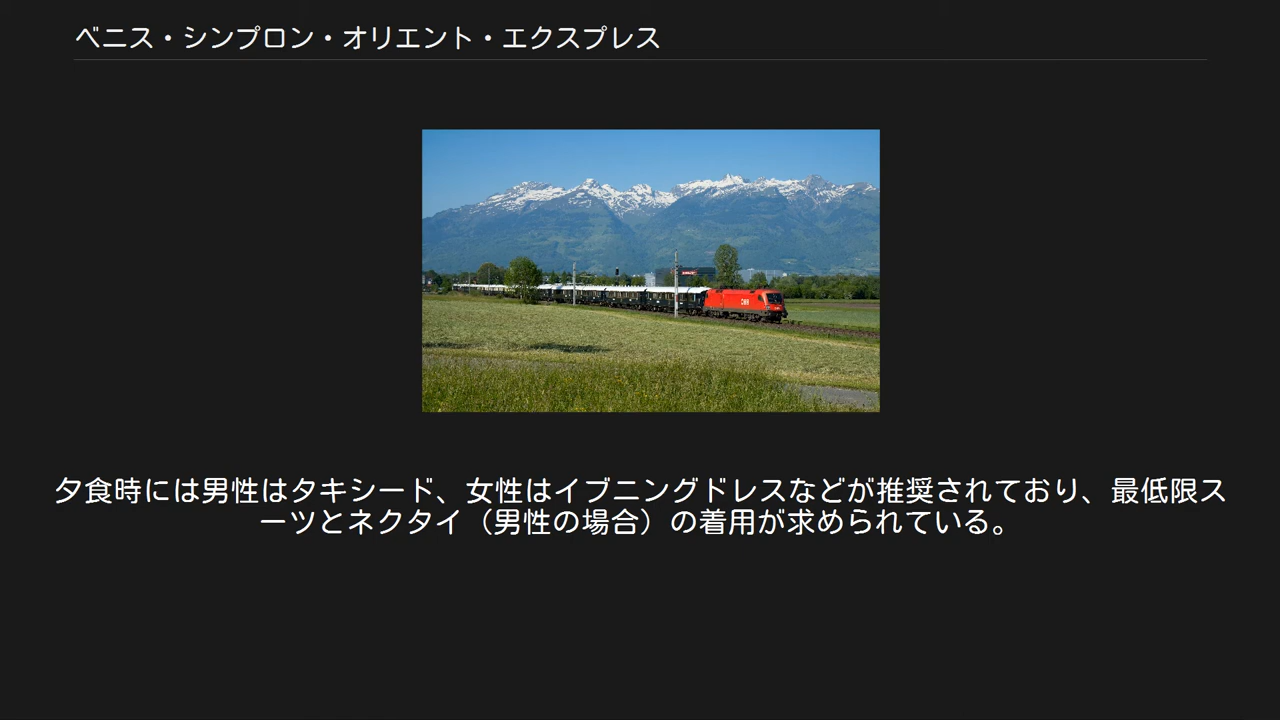 ベニス・シンプロン・オリエント・エクスプレス
ÖBB
夕食時には男性はタキシード、女性はイブニングドレスなどが推奨されており、最低限ス
ーツとネクタイ（男性の場合）の着用が求められている。